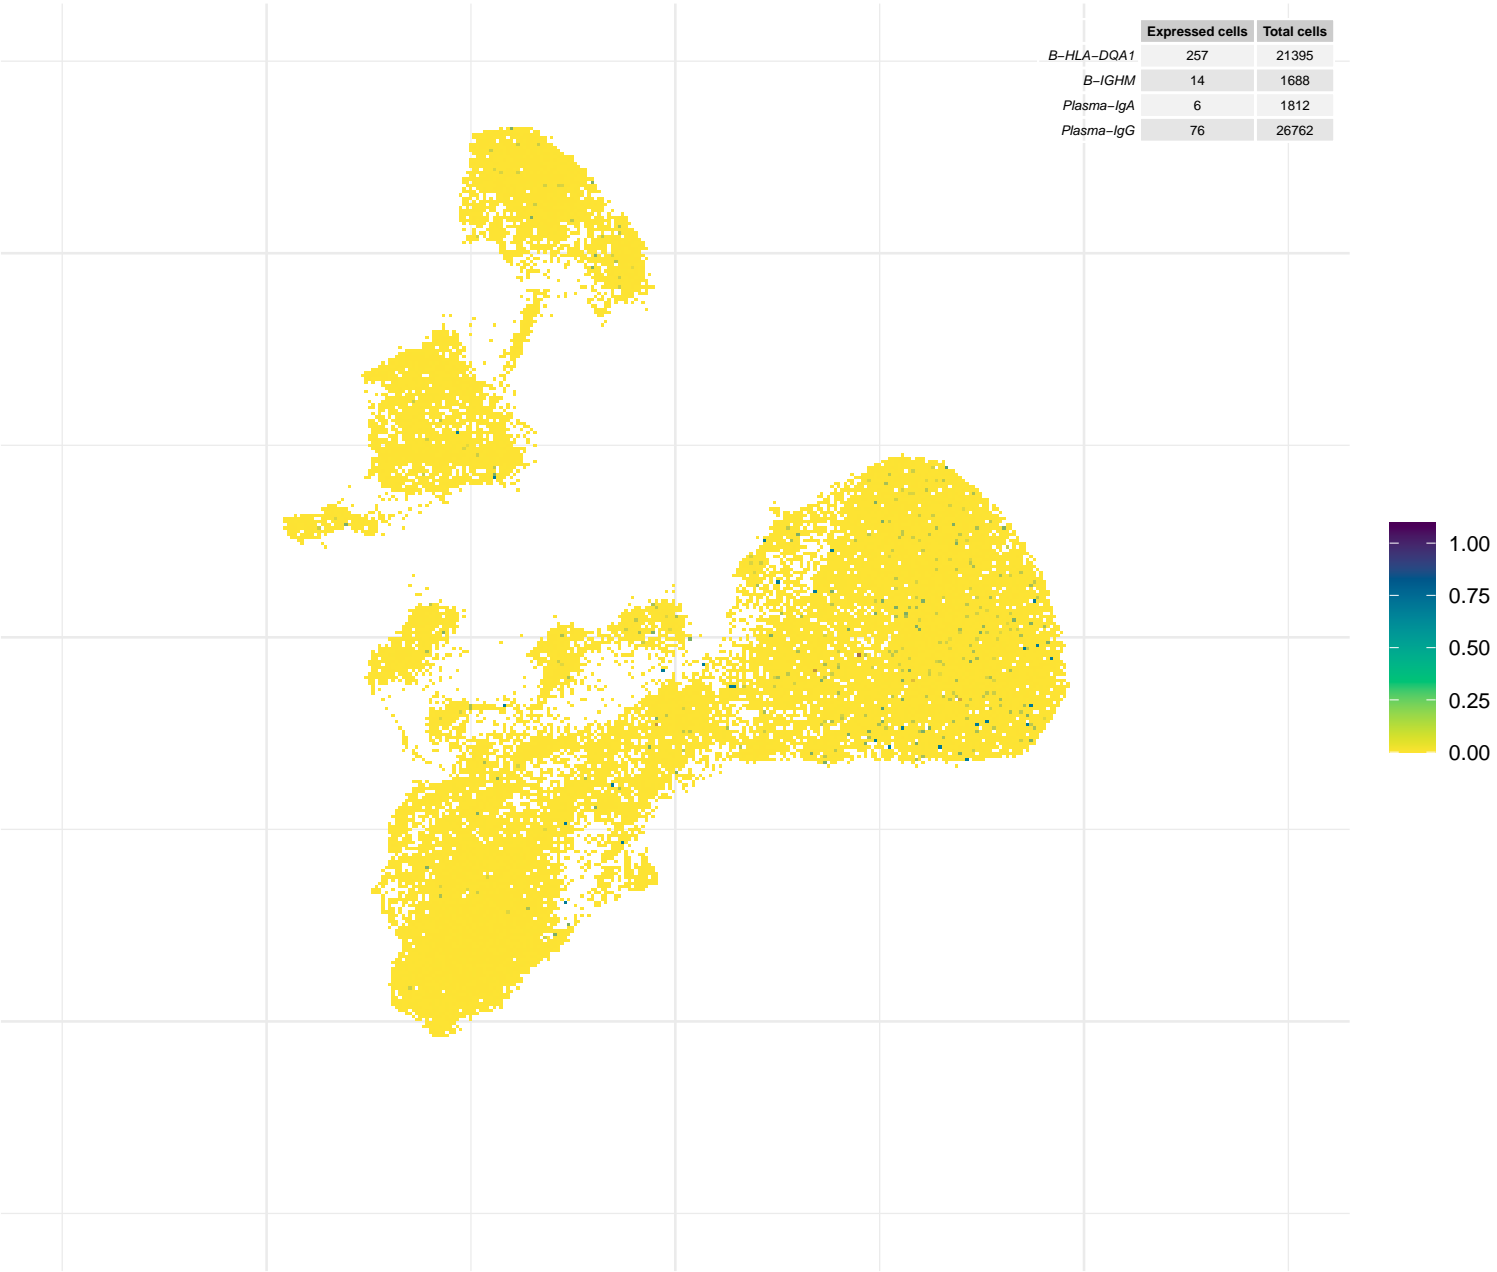 Expressed cells Total cells
B−HLA−DQA1 257 21395
B−IGHM 14 1688
Plasma−IgA 6 1812
Plasma−IgG 76 26762
1.00
0.75
0.50
0.25
0.00